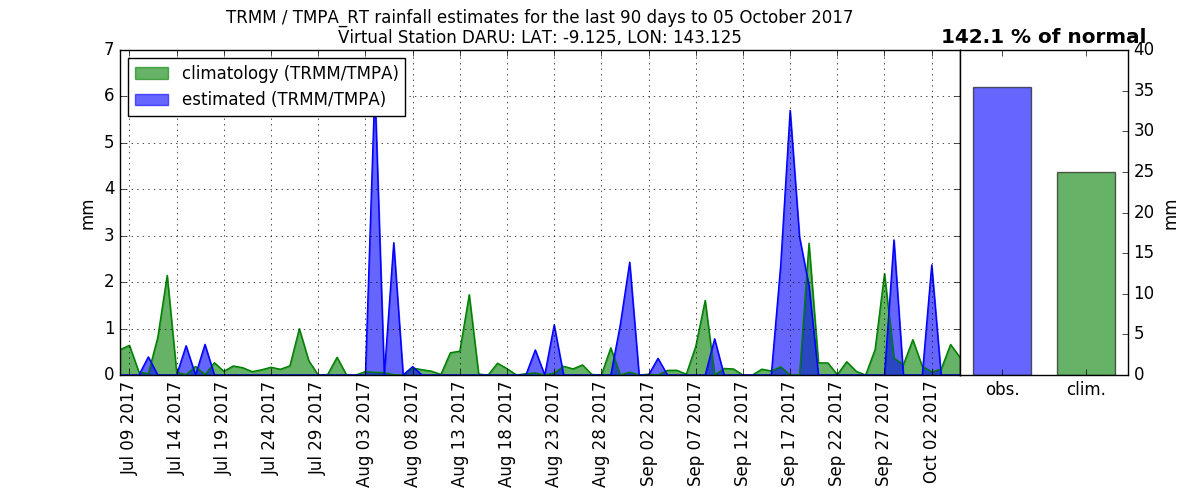 TRMM / TMPA_RT rainfall estimates for the last 90 days to 05 October 2017
Virtual Station DARU: LAT: -9.125, LON: 143.125
142.1 % of normal
climatology (TRMM/TMPA)
estimated (TRMM/TMPA)
mm
7
6
5
4
3
2
1
0
Jul 09 2017
Jul 14 2017
Jul 19 2017
Jul 24 2017
Jul 29 2017
Aug 03 2017
Aug 08 2017
Aug 13 2017
Aug 18 2017
Aug 23 2017
Aug 28 2017
Sep 02 2017
Sep 07 2017
Sep 12 2017
Sep 17 2017
Sep 22 2017
Sep 27 2017
Oct 02 2017
obs.
clim.
40
35
30
25
20
15
10
5
0
mm